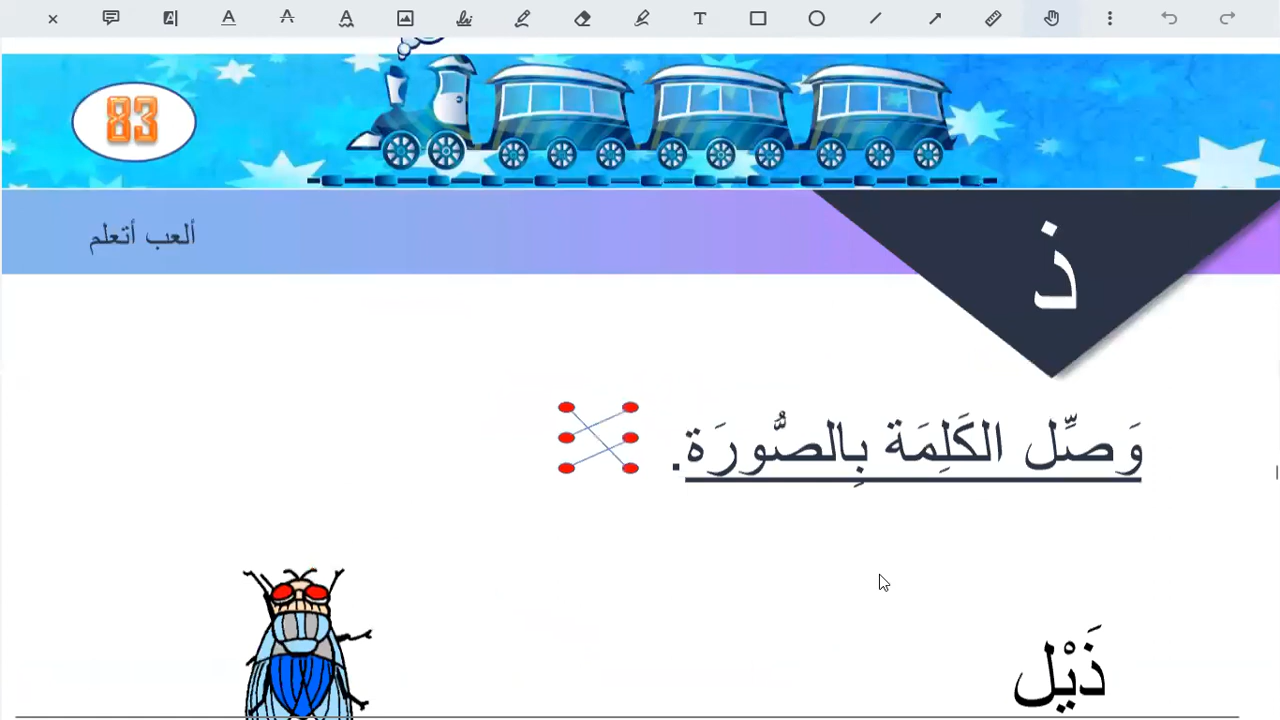 83
ألعب أتعلم
ذ
وَصِّل الكَلِمَة بِالصُّورَة.
ذَيْل